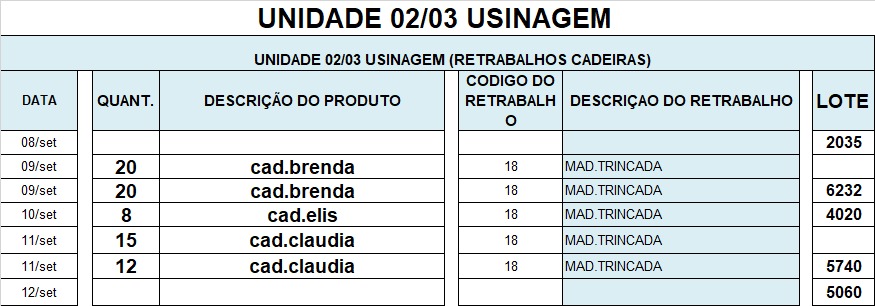 UNIDADE 02/03 USINAGEM
UNIDADE 02/03 USINAGEM (RETRABALHOS CADEIRAS)
DATA QUANT. DESCRIÇÃO DO PRODUTO CODIGO DO RETRABALH O DESCRIÇAO DO RETRABALHO LOTE
08/set 2035
09/set 20 cad.brenda 18 MAD.TRINCADA
09/set 20 cad.brenda 18 MAD.TRINCADA 6232
10/set 8 cad.elis 18 MAD.TRINCADA 4020
11/set 15 cad.claudia 18 MAD.TRINCADA
11/set 12 cad.claudia 18 MAD.TRINCADA 5740
12/set 5060